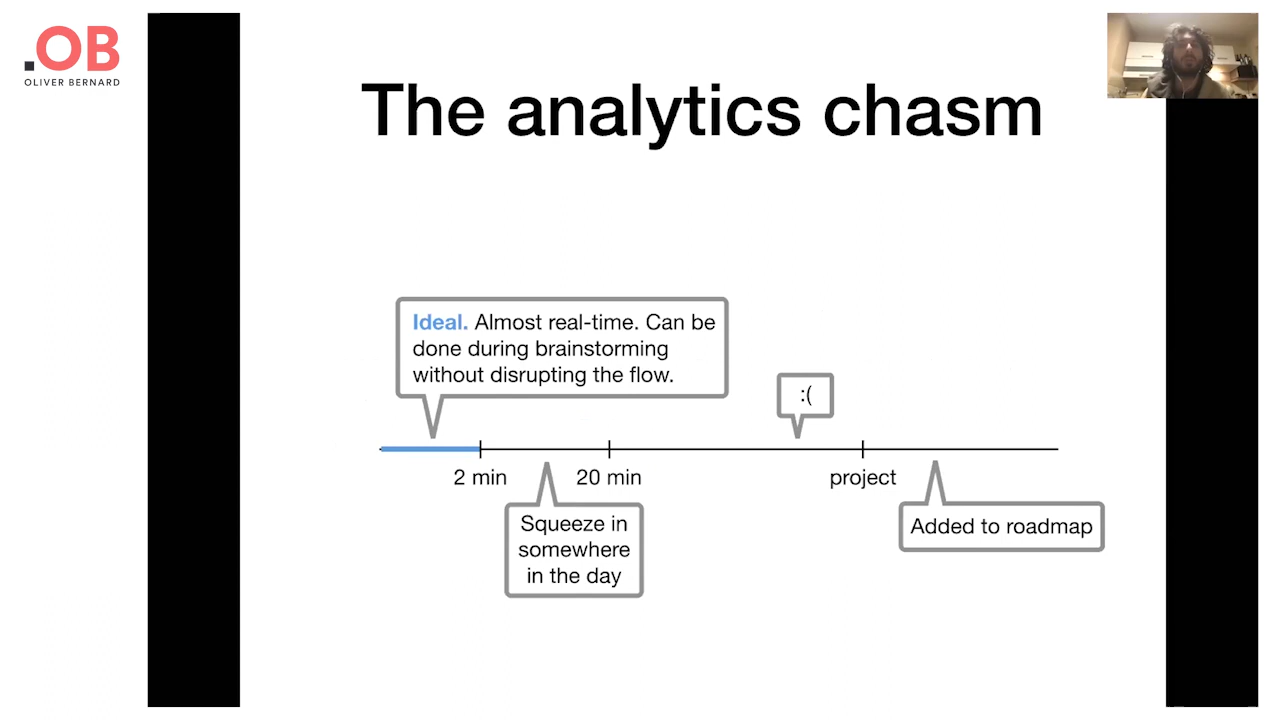 .OB
OLIVER BERNARD
The analytics chasm
Ideal. Almost real-time. Can be
done during brainstorming
without disrupting the flow.
:(
2 min
20 min
project
Squeeze in
somewhere
in the day
Added to roadmap